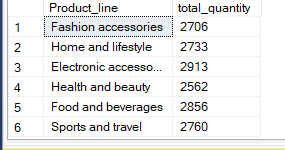 Product_line total_quantity
1 Fashion accessories 2706
2 Home and lifestyle 2733
3 Electronic accesso... 2913
4 Health and beauty 2562
5 Food and beverages 2856
6 Sports and travel 2760